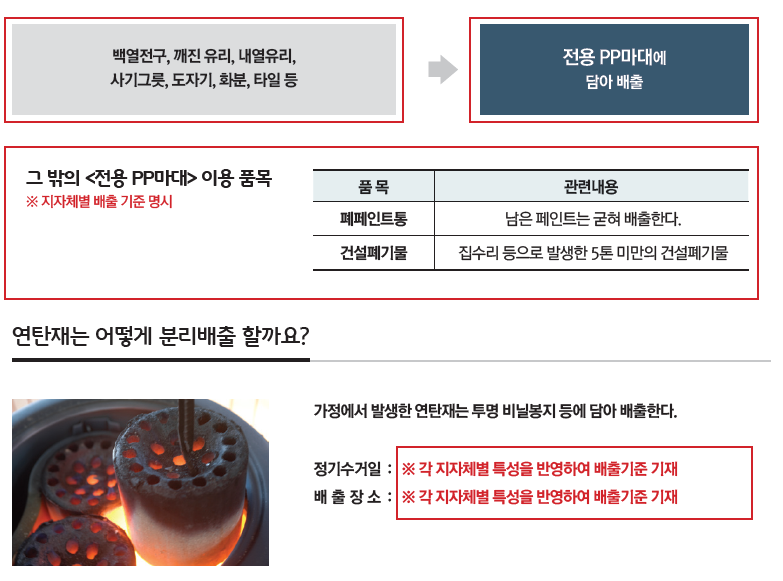 백열전구, 깨진 유리, 내열유리,
사기그릇, 도자기, 화분, 타일 등
전용 PP마대에
담아 배출
그 밖의 <전용 PP마대> 이용 품목
※ 지자체별 배출 기준 명시
품 목 관련내용
폐페인트통 남은 페인트는 굳혀 배출한다.
건설폐기물 집수리 등으로 발생한 5톤 미만의 건설폐기물
연탄재는 어떻게 분리배출 할까요?
가정에서 발생한 연탄재는 투명 비닐봉지 등에 담아 배출한다.
정기수거일 : ※ 각 지자체별 특성을 반영하여 배출기준 기재
배 출 장 소 : ※ 각 지자체별 특성을 반영하여 배출기준 기재